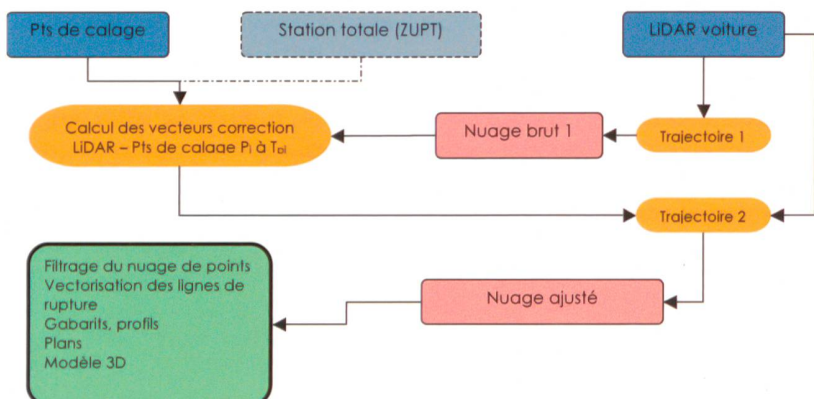 Pts de calage
Station totale (ZUPT)
LiDAR voiture
Calcul des vecteurs correction
LiDAR – Pts de calage Pᵢ à Tₚᵢ
Nuage brut 1
Trajectoire 1
Trajectoire 2
Filtrage du nuage de points
Vectorisation des lignes de
rupture
Gabarits, profils
Plans
Modèle 3D
Nuage ajusté